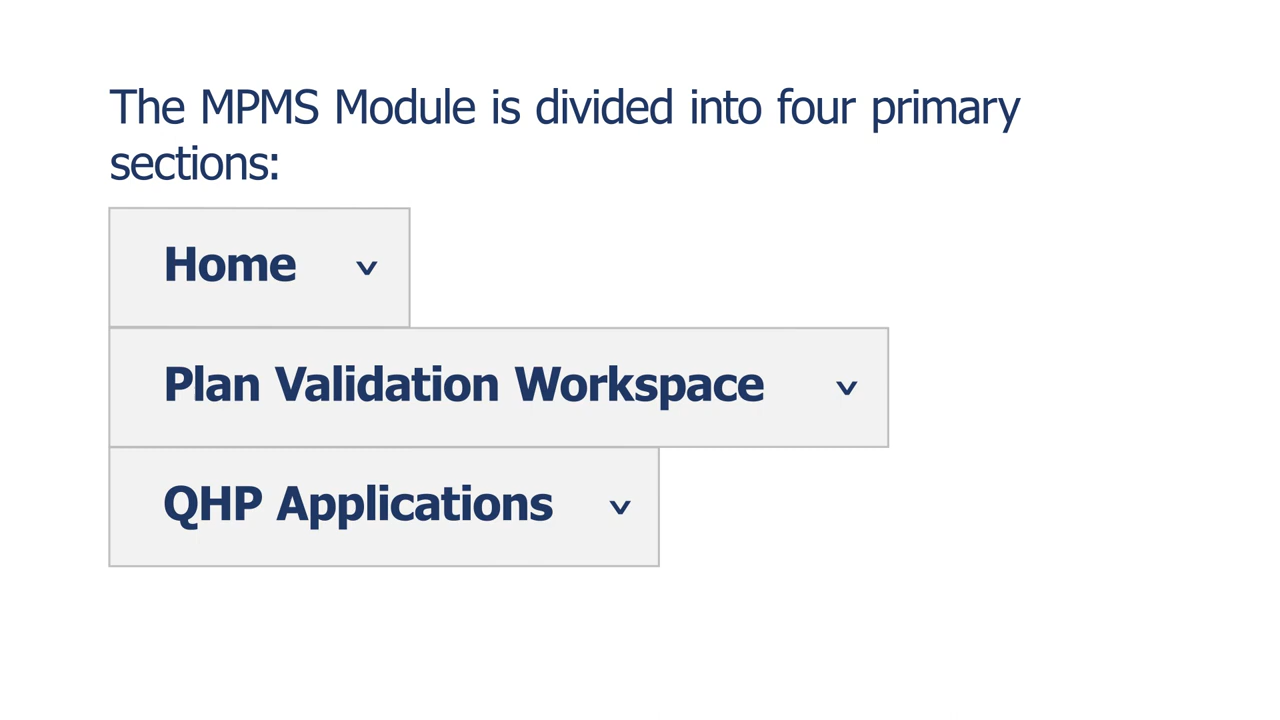 The MPMS Module is divided into four primary
sections:
Home
Plan Validation Workspace
QHP Applications